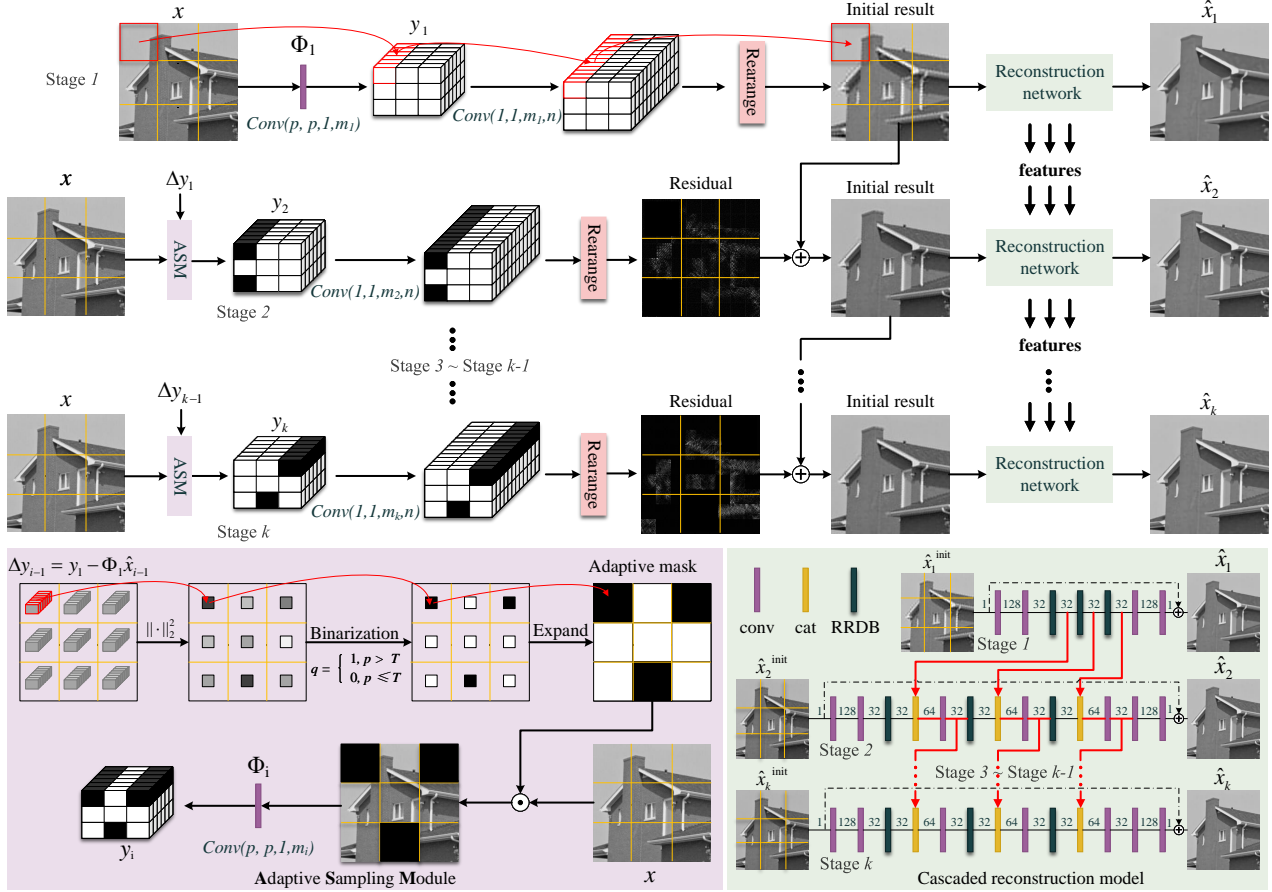 x
Φ₁
y₁
Initial result
x̂₁
Stage 1
Conv(p, p,1,m₁)
Conv(1,1,m₁,n)
Rearrange
Reconstruction
network
features
x
Δy₁
ASM
y₂
Stage 2
Conv(1,1,m₂,n)
Rearange
Residual
Initial result
Reconstruction
network
x̂₂
features
Stage 3 ~ Stage k-1
x
Δyₖ₋₁
ASM
yₖ
Stage k
Conv(1,1,mₖ,n)
Rearange
Residual
Initial result
Reconstruction
network
x̂ₖ
Δyᵢ₋₁ = y₁ − Φ₁x̂ᵢ₋₁
|| · ||₂²
Binarization
q = { 1, p > T
0, p ⩽ T
Expand
Adaptive mask
yᵢ
Φᵢ
Conv(p, p,1,mᵢ)
x
Adaptive Sampling Module
conv
cat
RRDB
x̂₁ⁱⁿⁱᵗ
1 128 32 32 32 32 128 1
x̂₁
Stage 1
x̂₂ⁱⁿⁱᵗ
1 128 32 32 64 32 32 64 32 32 64 32 128 1
x̂₂
Stage 2
Stage 3 ~ Stage k-1
x̂ₖⁱⁿⁱᵗ
1 128 32 32 64 32 32 64 32 32 64 32 128 1
x̂ₖ
Stage k
Cascaded reconstruction model